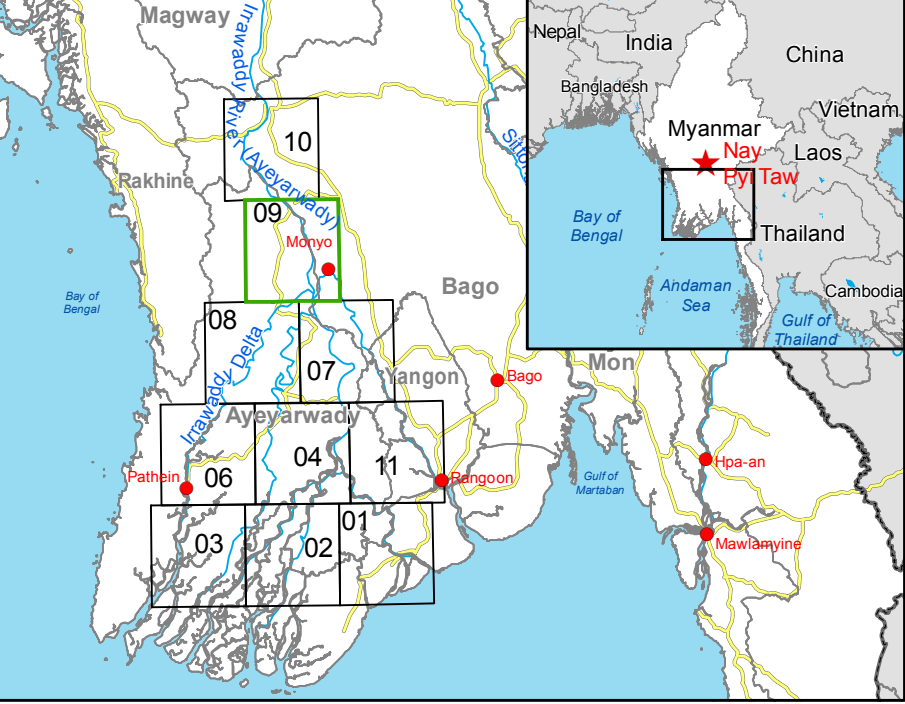 Magway
Irrawaddy River (Ayeyarwady)
10
Rakhine
09
Monyo
Sitto
Bay of
Bengal
Bago
08
07
Irrawaddy Delta
Yangon
Bago
Mon
Ayeyarwady
04
11
Pathein
06
Rangoon
Gulf of
Martaban
Hpa-an
03
02
01
Mawlamyine
Nepal
India
China
Bangladesh
Vietnam
Myanmar
Nay
Pyi Taw
Laos
Bay of
Bengal
Thailand
Andaman
Sea
Cambodia
Gulf of
Thailand